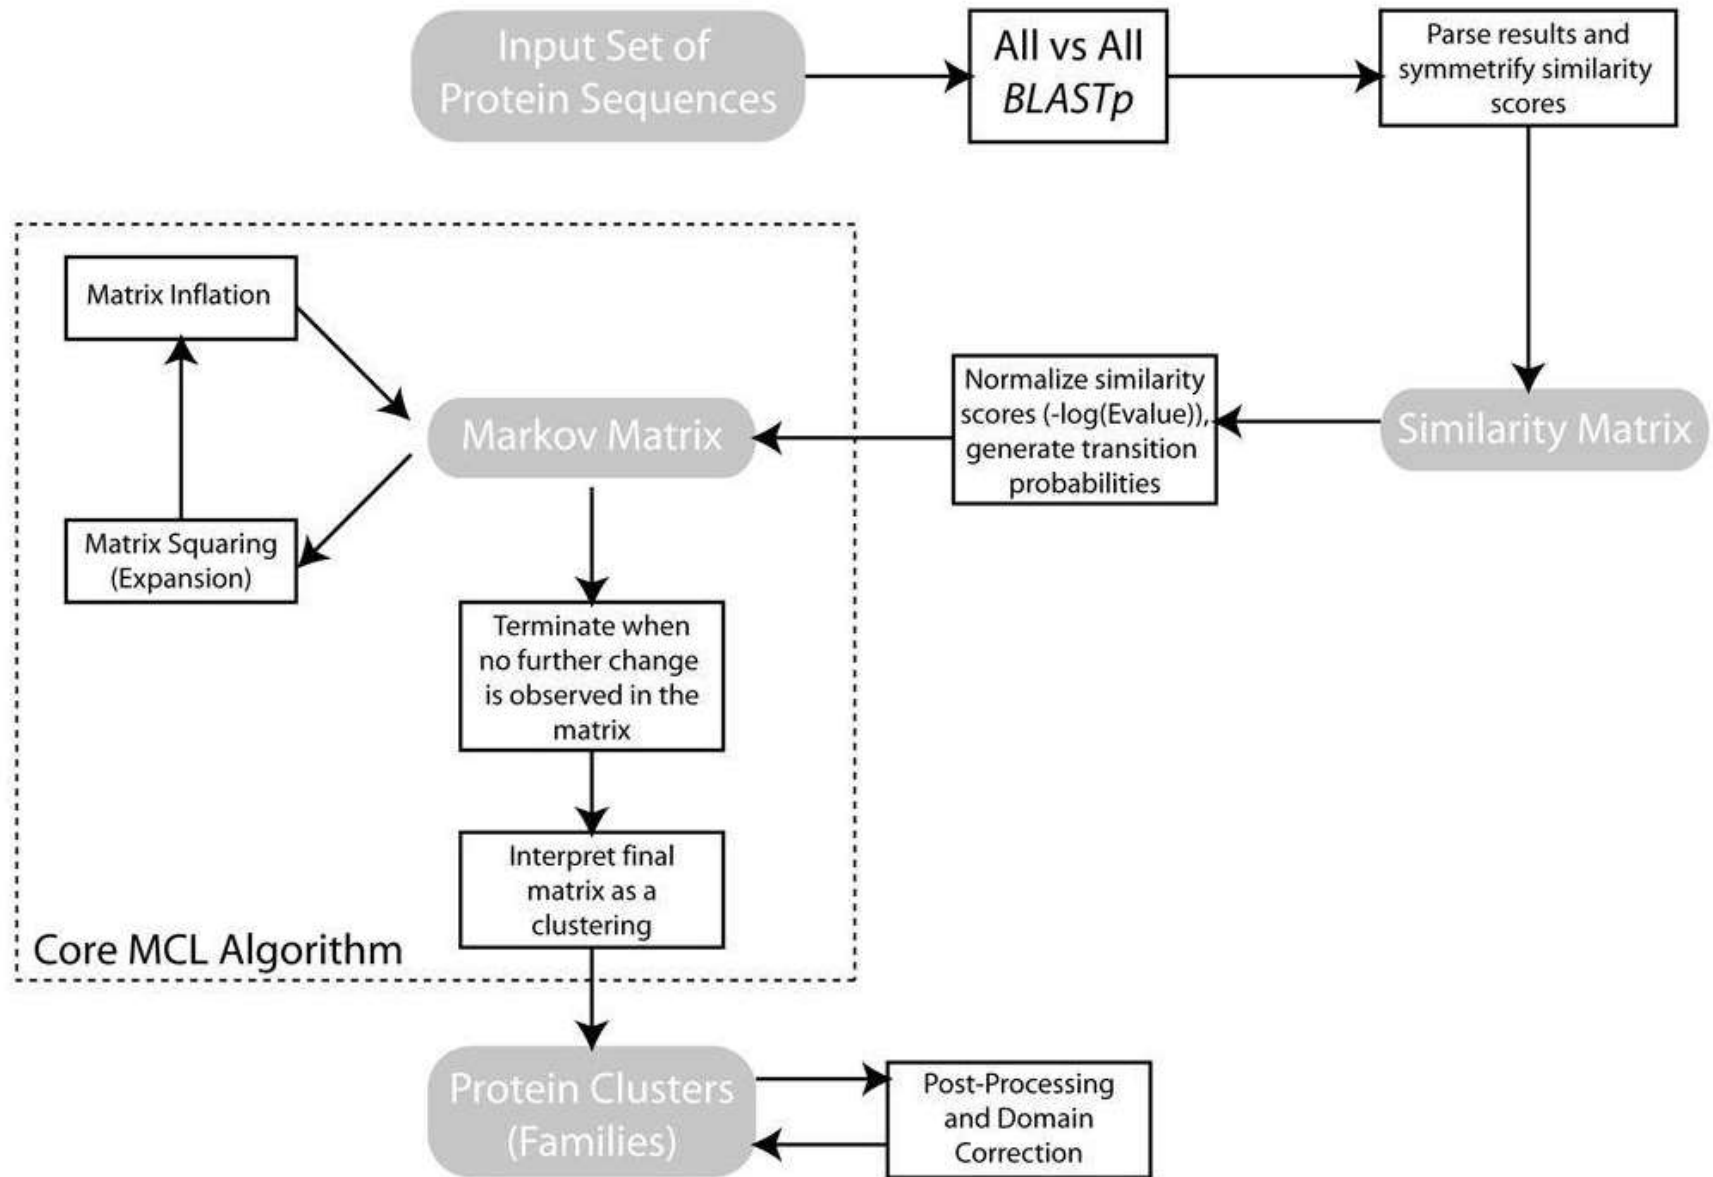 Input Set of
Protein Sequences
All vs All
BLASTp
Parse results and
symmetrify similarity
scores
Matrix Inflation
Markov Matrix
Matrix Squaring
(Expansion)
Normalize similarity
scores (-log(Evalue)),
generate transition
probabilities
Similarity Matrix
Terminate when
no further change
is observed in the
matrix
Interpret final
matrix as a
clustering
Core MCL Algorithm
Protein Clusters
(Families)
Post-Processing
and Domain
Correction